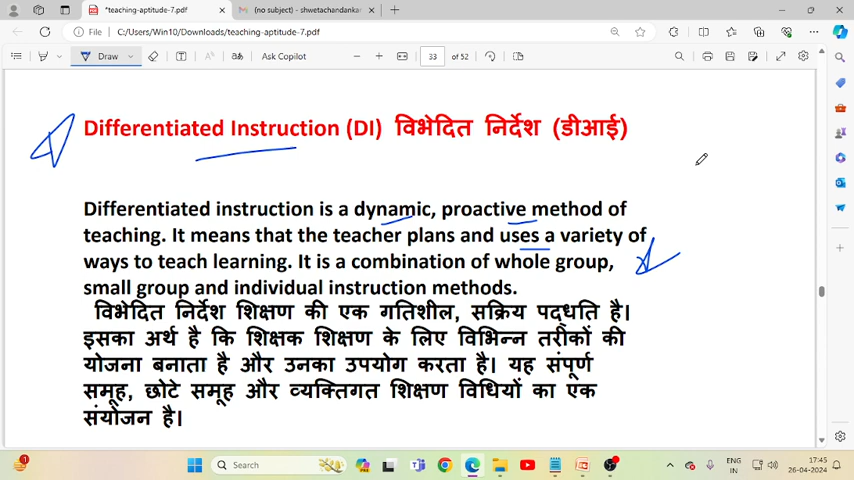 *teaching-aptitude-7.pdf
(no subject) - shwetachandankar
File
C:/Users/Win10/Downloads/teaching-aptitude-7.pdf
Draw
Ask Copilot
33 of 52
Differentiated Instruction (DI) विभेदित निर्देश (डीआई)
Differentiated instruction is a dynamic, proactive method of
teaching. It means that the teacher plans and uses a variety of
ways to teach learning. It is a combination of whole group,
small group and individual instruction methods.
विभेदित निर्देश शिक्षण की एक गतिशील, सक्रिय पद्धति है।
इसका अर्थ है कि शिक्षक शिक्षण के लिए विभिन्न तरीकों की
योजना बनाता है और उनका उपयोग करता है। यह संपूर्ण
समूह, छोटे समूह और व्यक्तिगत शिक्षण विधियों का एक
संयोजन है।
Search
ENG
IN
17:45
26-04-2024